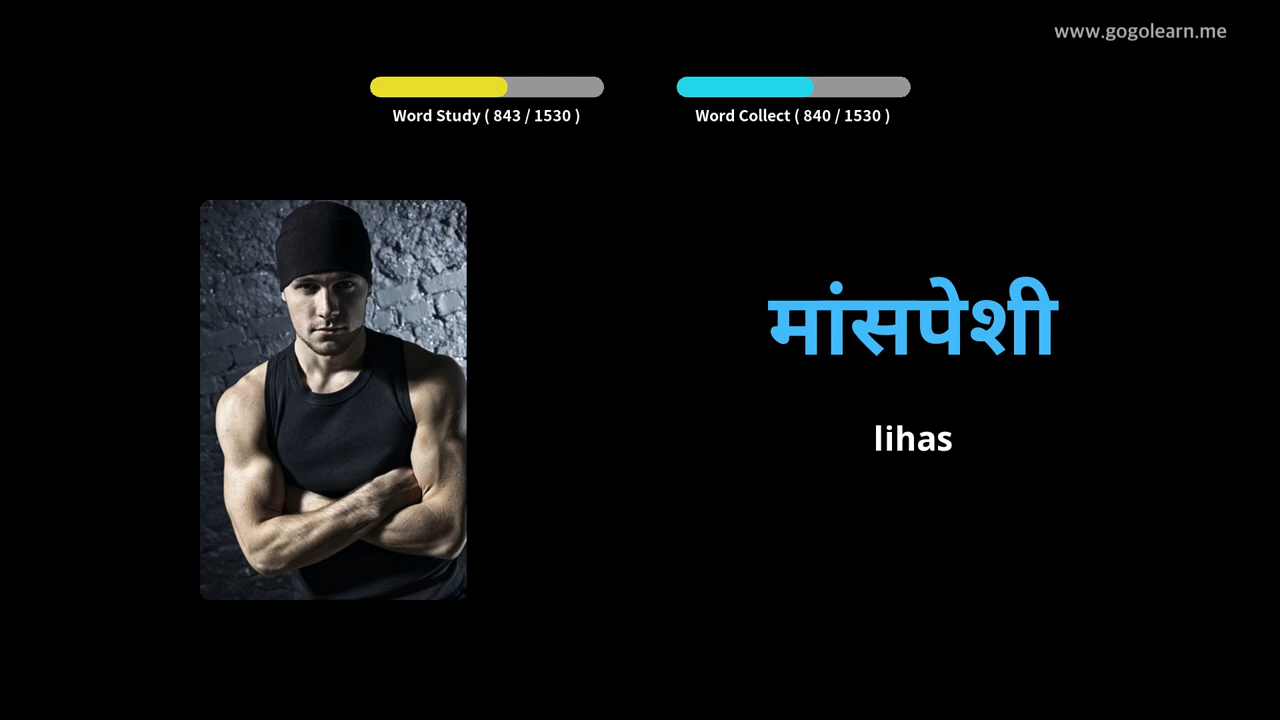 www.gogolearn.me
Word Study ( 843 / 1530 )
Word Collect ( 840 / 1530 )
मांसपेशी
lihas